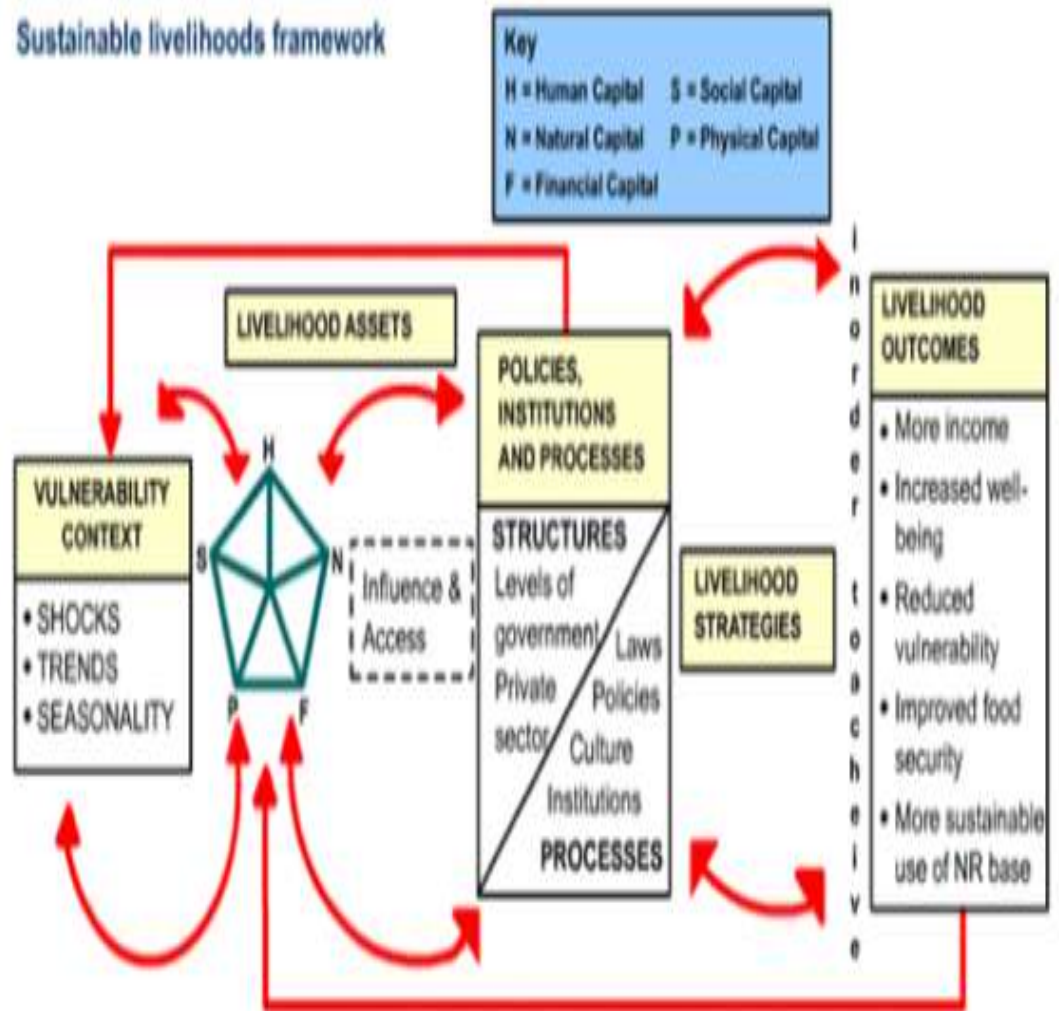 Sustainable livelihoods framework
Key
H = Human Capital S = Social Capital
N = Natural Capital P = Physical Capital
F = Financial Capital
LIVELIHOOD ASSETS
VULNERABILITY
CONTEXT
• SHOCKS
• TRENDS
• SEASONALITY
H
S
N
P
F
Influence &
Access
POLICIES,
INSTITUTIONS
AND PROCESSES
STRUCTURES
Levels of
government
Private
sector
Laws
Policies
Culture
Institutions
PROCESSES
LIVELIHOOD
STRATEGIES
inorder toacheive
LIVELIHOOD
OUTCOMES
• More income
• Increased well-
being
• Reduced
vulnerability
• Improved food
security
• More sustainable
use of NR base